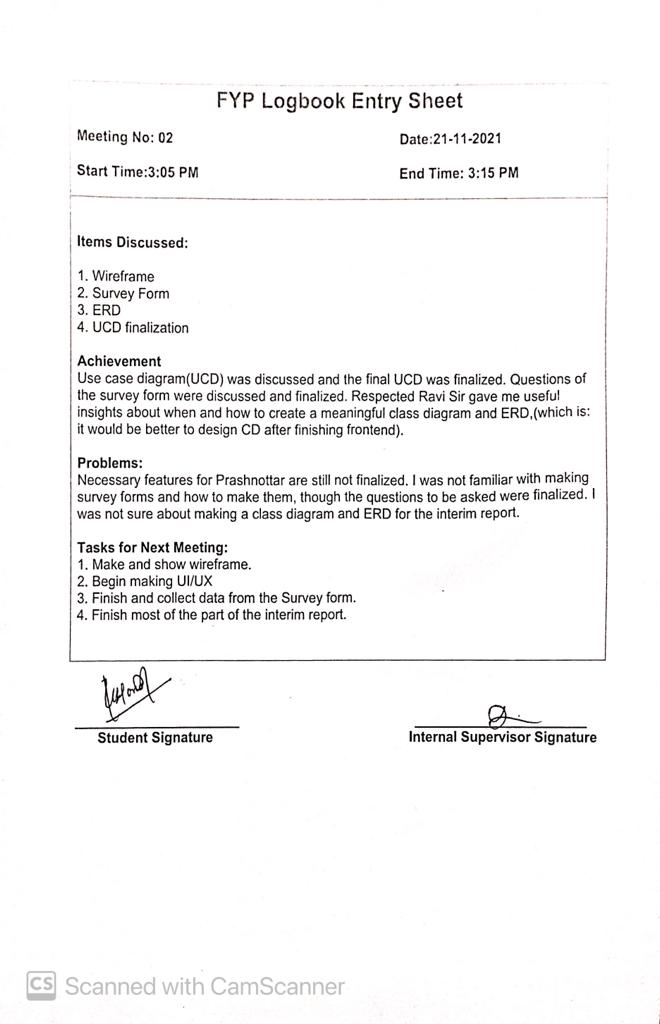 FYP Logbook Entry Sheet
Meeting No: 02
Date:21-11-2021
Start Time:3:05 PM
End Time: 3:15 PM
Items Discussed:
1. Wireframe
2. Survey Form
3. ERD
4. UCD finalization
Achievement
Use case diagram(UCD) was discussed and the final UCD was finalized. Questions of
the survey form were discussed and finalized. Respected Ravi Sir gave me useful
insights about when and how to create a meaningful class diagram and ERD,(which is:
it would be better to design CD after finishing frontend).
Problems:
Necessary features for Prashnottar are still not finalized. I was not familiar with making
survey forms and how to make them, though the questions to be asked were finalized. I
was not sure about making a class diagram and ERD for the interim report.
Tasks for Next Meeting:
1. Make and show wireframe.
2. Begin making UI/UX
3. Finish and collect data from the Survey form.
4. Finish most of the part of the interim report.
Student Signature
Internal Supervisor Signature
CS Scanned with CamScanner